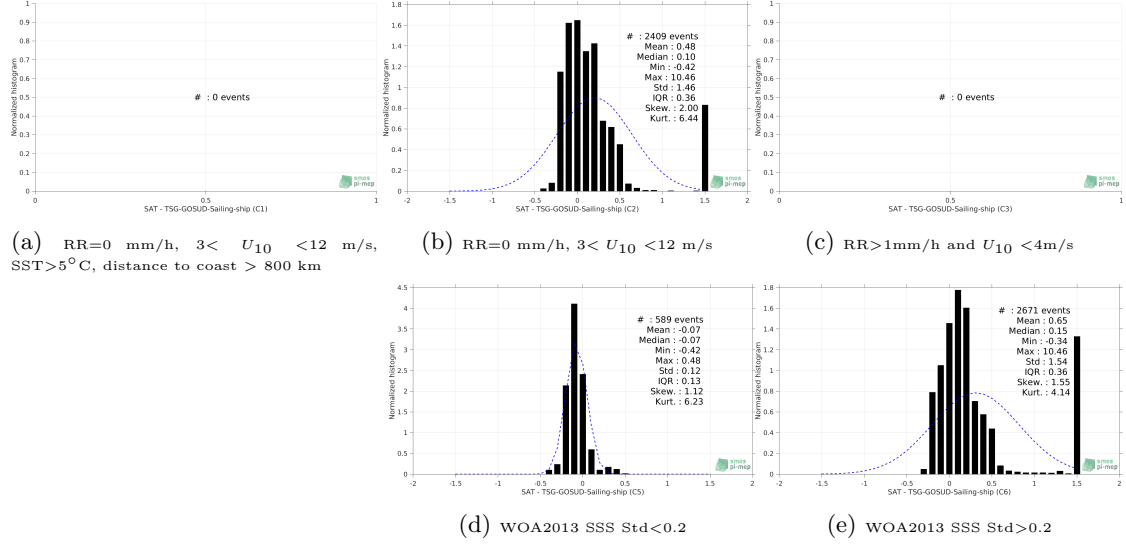 1
0.9
0.8
0.7
0.6
0.5
0.4
0.3
0.2
0.1
0
0
0.5
1
Normalized histogram
# : 0 events
smos
pi-mep
SAT - TSG-GOSUD-Sailing-ship (C1)
(a) RR=0 mm/h, 3< U10 <12 m/s,
SST>5°C, distance to coast > 800 km
1.8
1.6
1.4
1.2
1
0.8
0.6
0.4
0.2
0
-2
-1.5
-1
-0.5
0
0.5
1
1.5
2
Normalized histogram
# : 2409 events
Mean : 0.48
Median : 0.10
Min : -0.42
Max : 10.46
Std : 1.46
IQR : 0.36
Skew. : 2.00
Kurt. : 6.44
smos
pi-mep
SAT - TSG-GOSUD-Sailing-ship (C2)
(b) RR=0 mm/h, 3< U10 <12 m/s
1
0.9
0.8
0.7
0.6
0.5
0.4
0.3
0.2
0.1
0
0
0.5
1
Normalized histogram
# : 0 events
smos
pi-mep
SAT - TSG-GOSUD-Sailing-ship (C3)
(c) RR>1mm/h and U10 <4m/s
4.5
4
3.5
3
2.5
2
1.5
1
0.5
0
-2
-1.5
-1
-0.5
0
0.5
1
1.5
2
Normalized histogram
# : 589 events
Mean : -0.07
Median : -0.07
Min : -0.42
Max : 0.48
Std : 0.12
IQR : 0.13
Skew. : 1.12
Kurt. : 6.23
smos
pi-mep
SAT - TSG-GOSUD-Sailing-ship (C5)
(d) WOA2013 SSS Std<0.2
1.8
1.6
1.4
1.2
1
0.8
0.6
0.4
0.2
0
-2
-1.5
-1
-0.5
0
0.5
1
1.5
2
Normalized histogram
# : 2671 events
Mean : 0.65
Median : 0.15
Min : -0.34
Max : 10.46
Std : 1.54
IQR : 0.36
Skew. : 1.55
Kurt. : 4.14
smos
pi-mep
SAT - TSG-GOSUD-Sailing-ship (C6)
(e) WOA2013 SSS Std>0.2